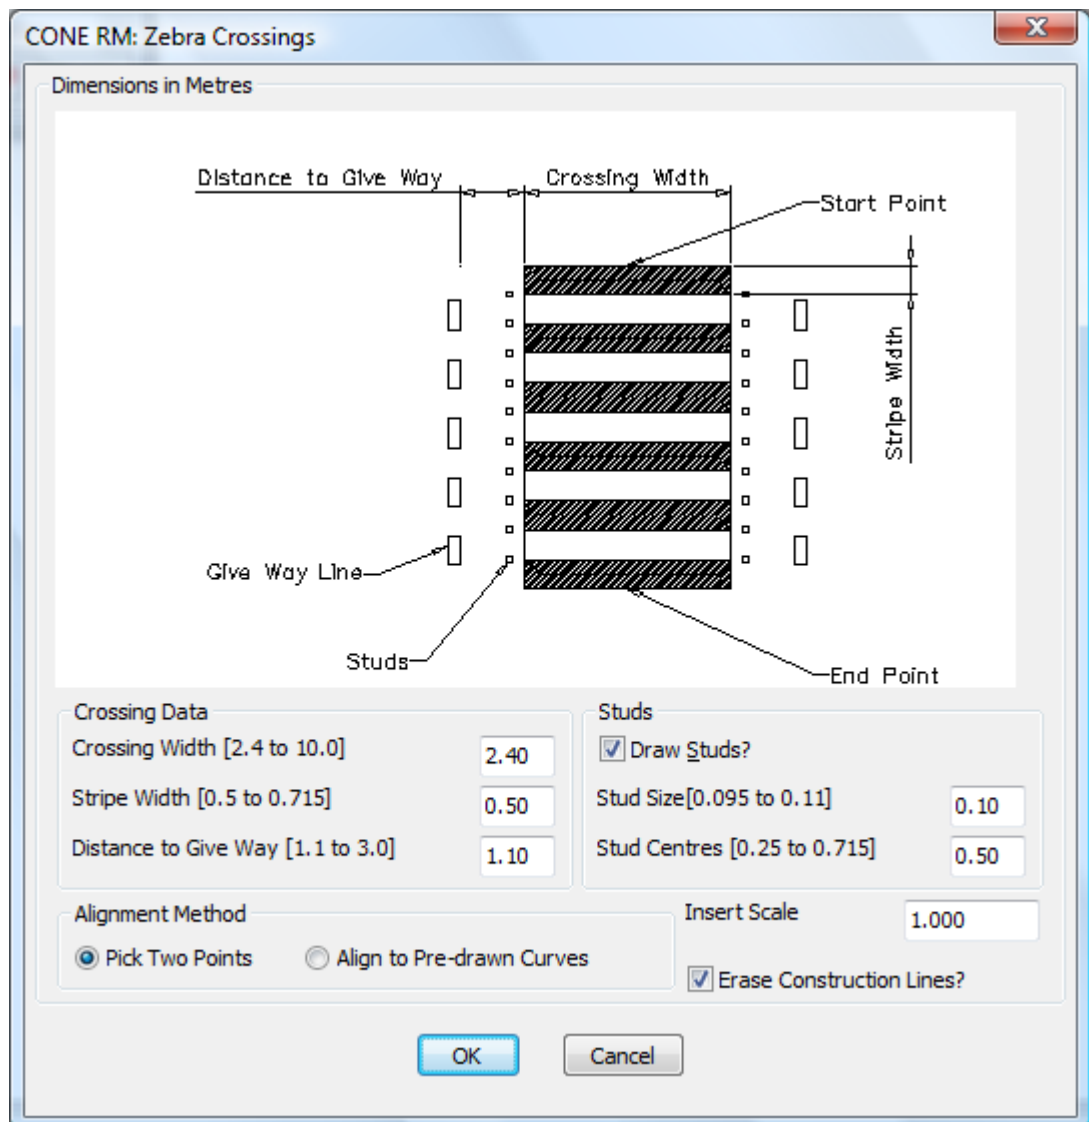 CONE RM: Zebra Crossings
Dimensions in Metres
Distance to Give Way
Crossing Width
Start Point
Stripe Width
Give Way Line
Studs
End Point
Crossing Data
Crossing Width [2.4 to 10.0] 2.40
Stripe Width [0.5 to 0.715] 0.50
Distance to Give Way [1.1 to 3.0] 1.10
Studs
Draw Studs?
Stud Size[0.095 to 0.11] 0.10
Stud Centres [0.25 to 0.715] 0.50
Alignment Method
Pick Two Points Align to Pre-drawn Curves
Insert Scale 1.000
Erase Construction Lines?
OK Cancel